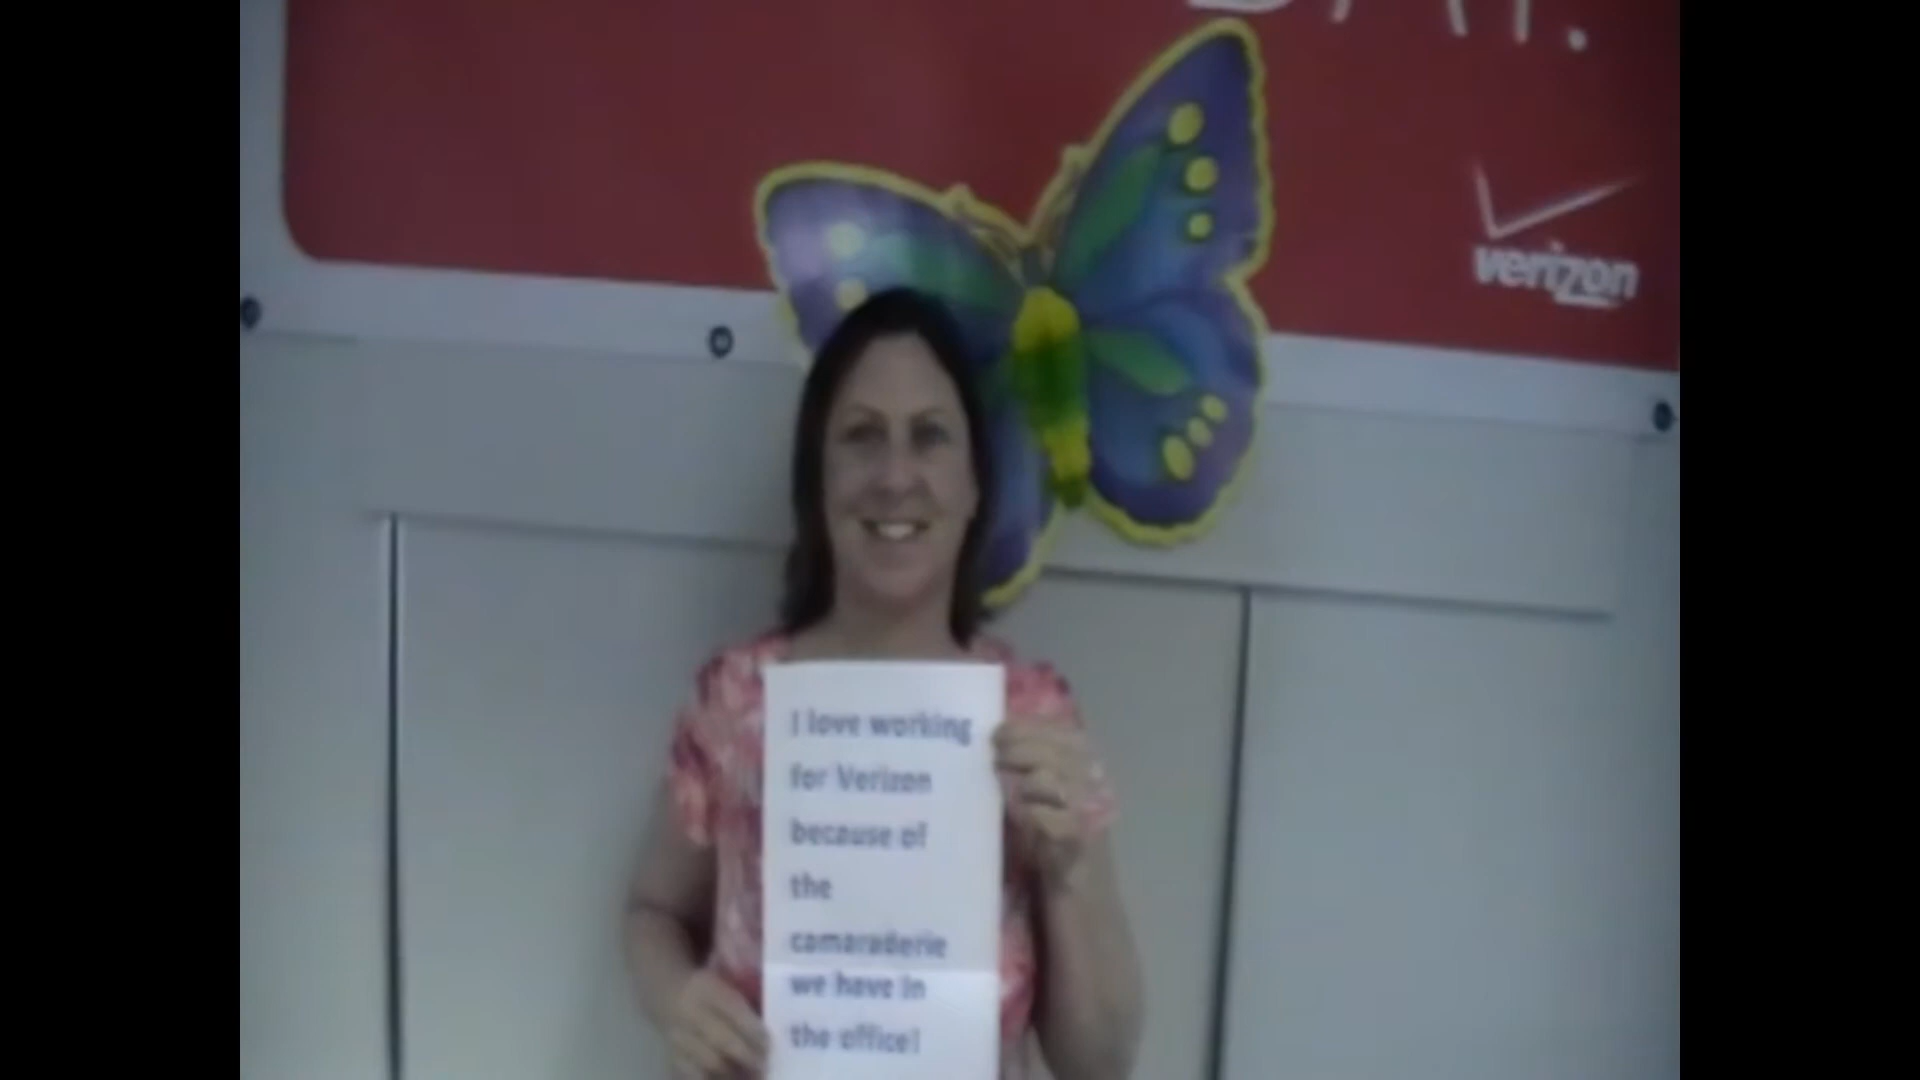 verizon
I love working
for Verizon
because of
the
camaraderie
we have in
the office!